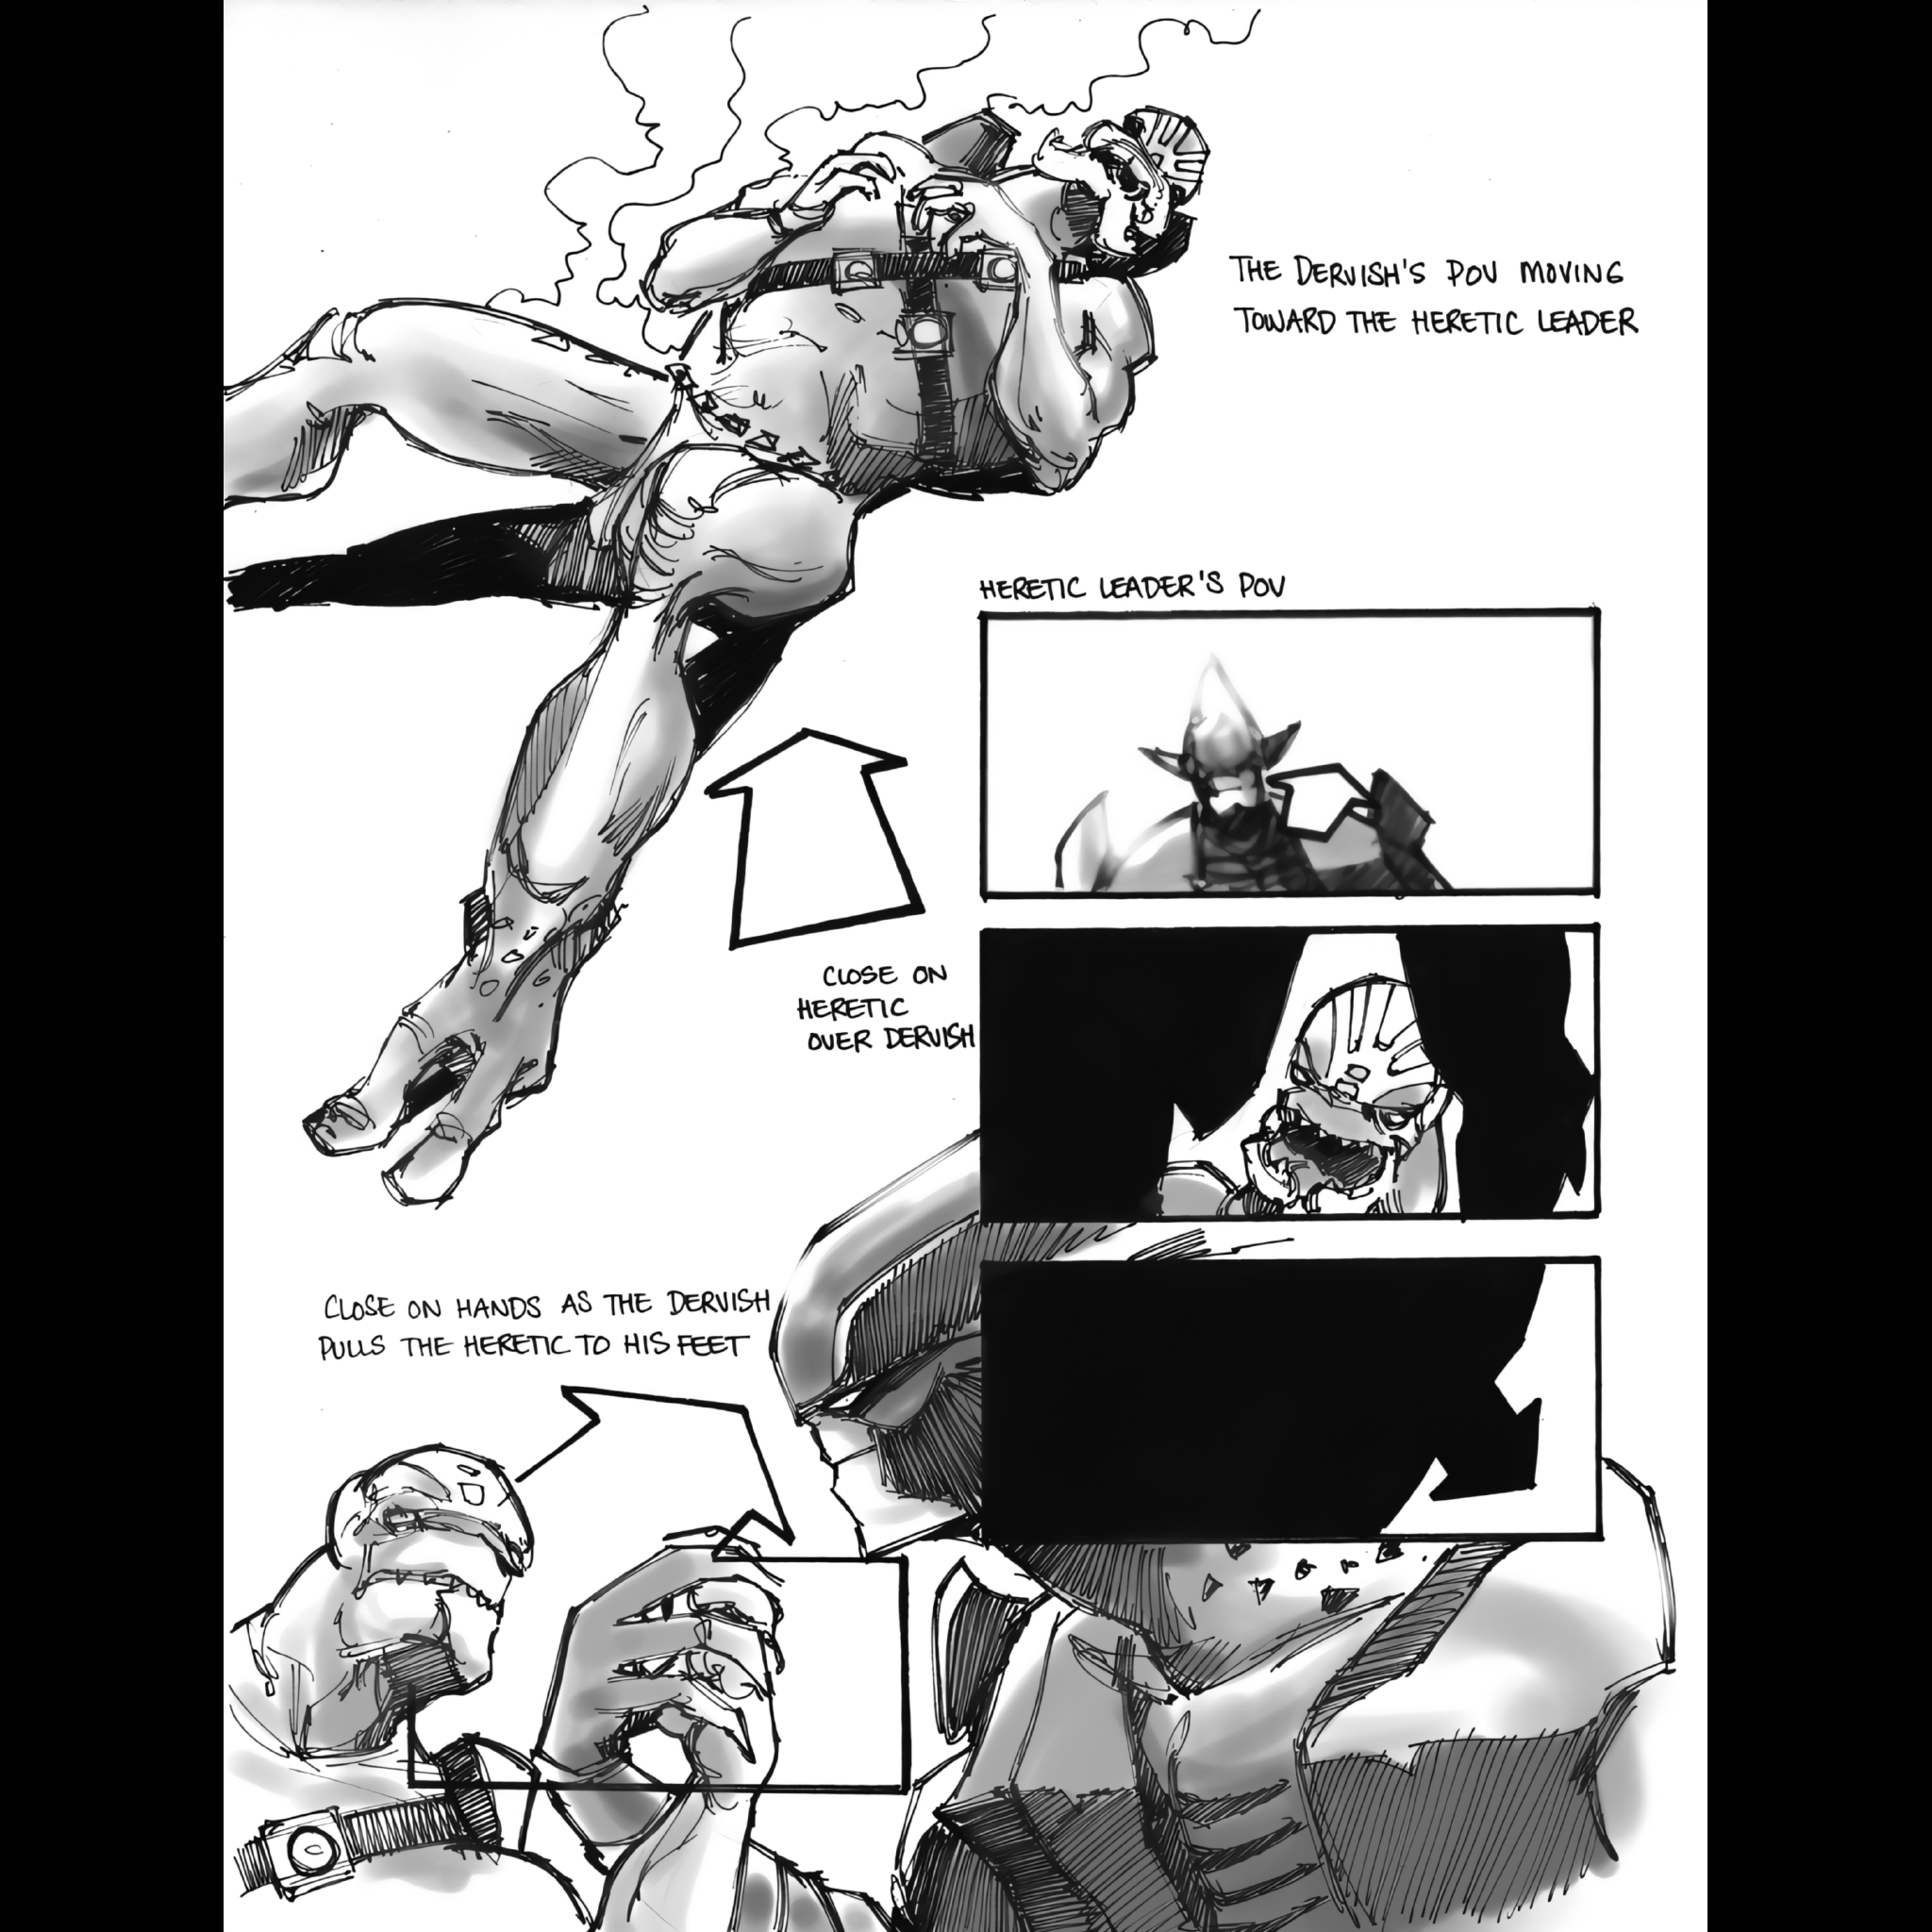 THE DERVISH'S POV MOVING
TOWARD THE HERETIC LEADER
HERETIC LEADER'S POV
CLOSE ON
HERETIC
OVER DERVISH
CLOSE ON HANDS AS THE DERVISH
PULLS THE HERETIC TO HIS FEET